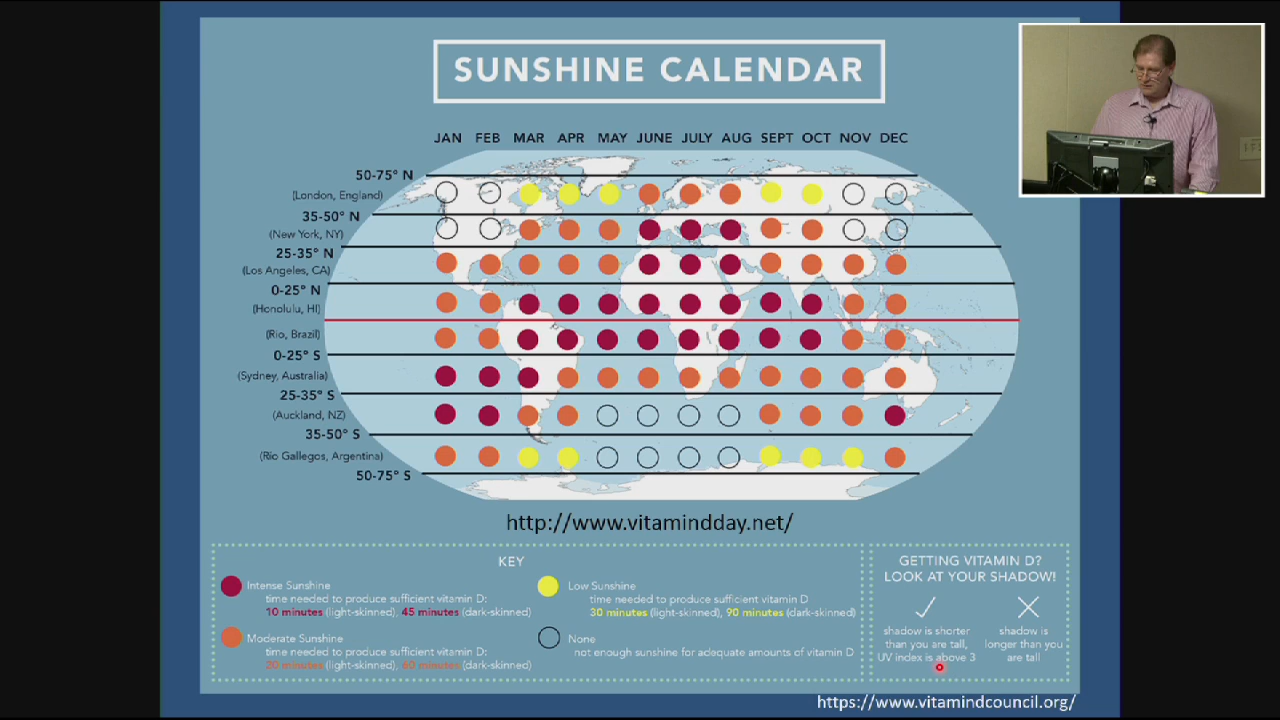 SUNSHINE CALENDAR
JAN FEB MAR APR MAY JUNE JULY AUG SEPT OCT NOV DEC
50-75° N
(London, England)
35-50° N
(New York, NY)
25-35° N
(Los Angeles, CA)
0-25° N
(Honolulu, HI)
(Rio, Brazil)
0-25° S
(Sydney, Australia)
25-35° S
(Auckland, NZ)
35-50° S
(Rio Gallegos, Argentina)
50-75° S
http://www.vitamindday.net/
KEY
Intense Sunshine
time needed to produce sufficient vitamin D:
10 minutes (light-skinned), 45 minutes (dark-skinned)
Moderate Sunshine
time needed to produce sufficient vitamin D:
20 minutes (light-skinned), 60 minutes (dark-skinned)
Low Sunshine
time needed to produce sufficient vitamin D
30 minutes (light-skinned), 90 minutes (dark-skinned)
None
not enough sunshine for adequate amounts of vitamin D
GETTING VITAMIN D?
LOOK AT YOUR SHADOW!
shadow is shorter
than you are tall,
UV index is above 3
shadow is
longer than you
are tall
https://www.vitamindcouncil.org/